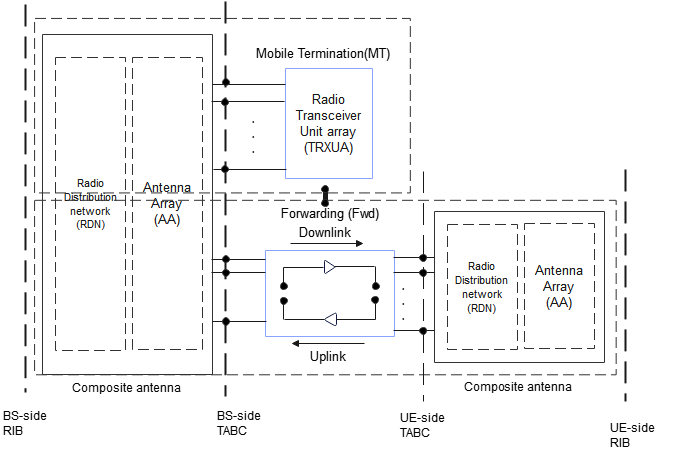 Mobile Termination(MT)
Radio
Transceiver
Unit array
(TRXUA)
Radio
Distribution
network
(RDN)
Antenna
Array
(AA)
Forwarding (Fwd)
Downlink
Radio
Distribution
network
(RDN)
Antenna
Array
(AA)
Uplink
Composite antenna
Composite antenna
BS-side
RIB
BS-side
TABC
UE-side
TABC
UE-side
RIB